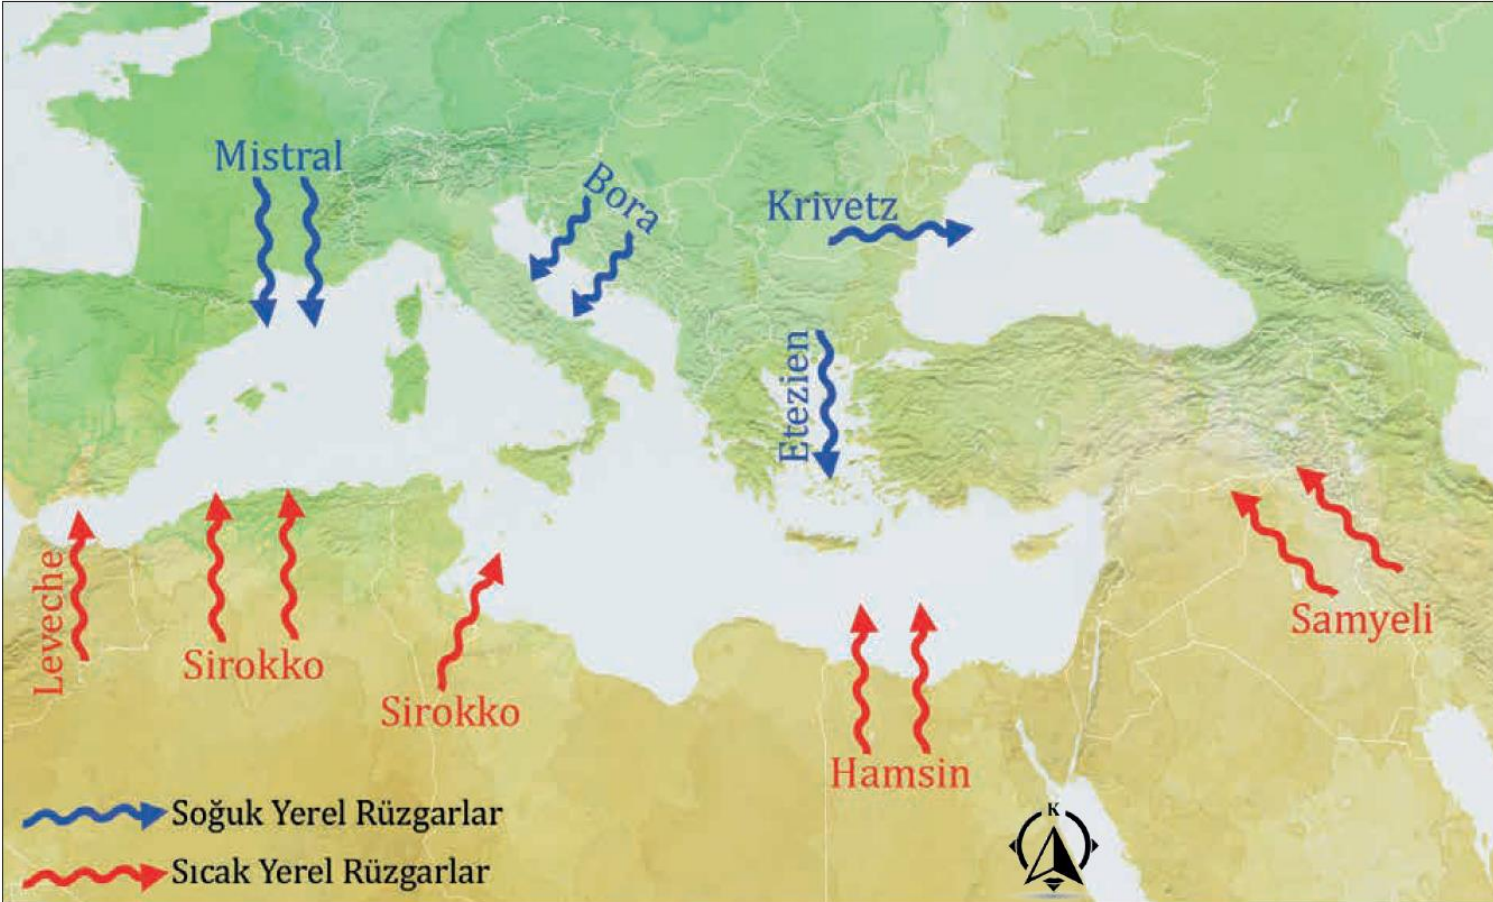 Mistral
Bora
Krivetz
Etezien
Leveche
Sirokko
Sirokko
Hamsin
Samyeli
Soğuk Yerel Rüzgarlar
Sıcak Yerel Rüzgarlar
K